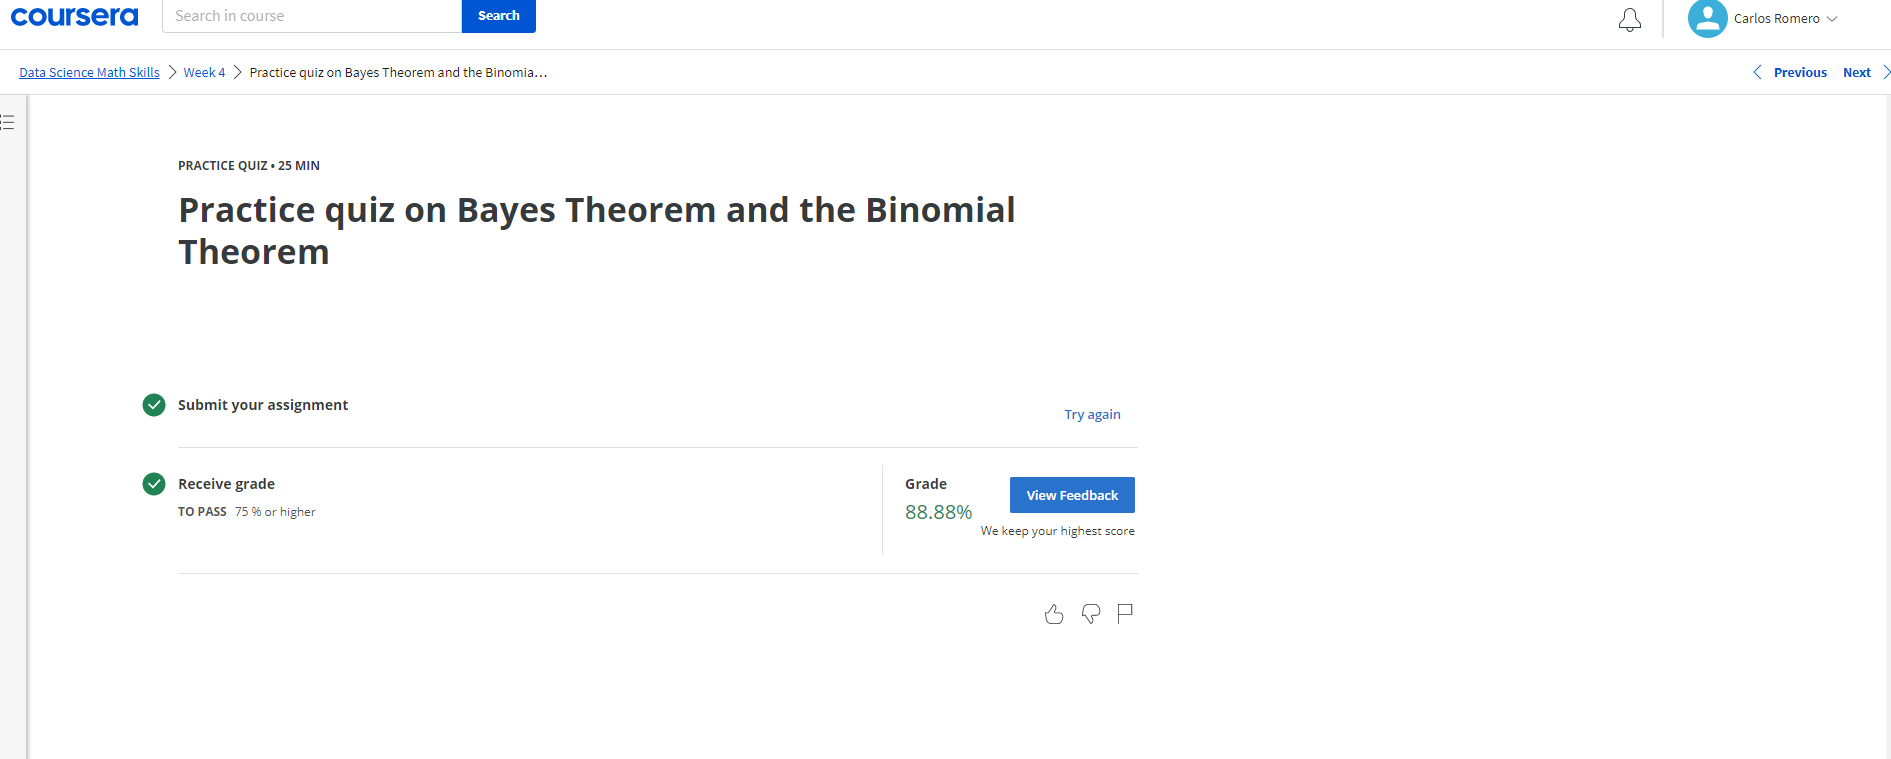 coursera
Search in course
Search
Carlos Romero
Data Science Math Skills
Week 4
Practice quiz on Bayes Theorem and the Binomia...
Previous
Next
PRACTICE QUIZ • 25 MIN
Practice quiz on Bayes Theorem and the Binomial
Theorem
Submit your assignment
Try again
Receive grade
TO PASS 75 % or higher
Grade
88.88%
View Feedback
We keep your highest score